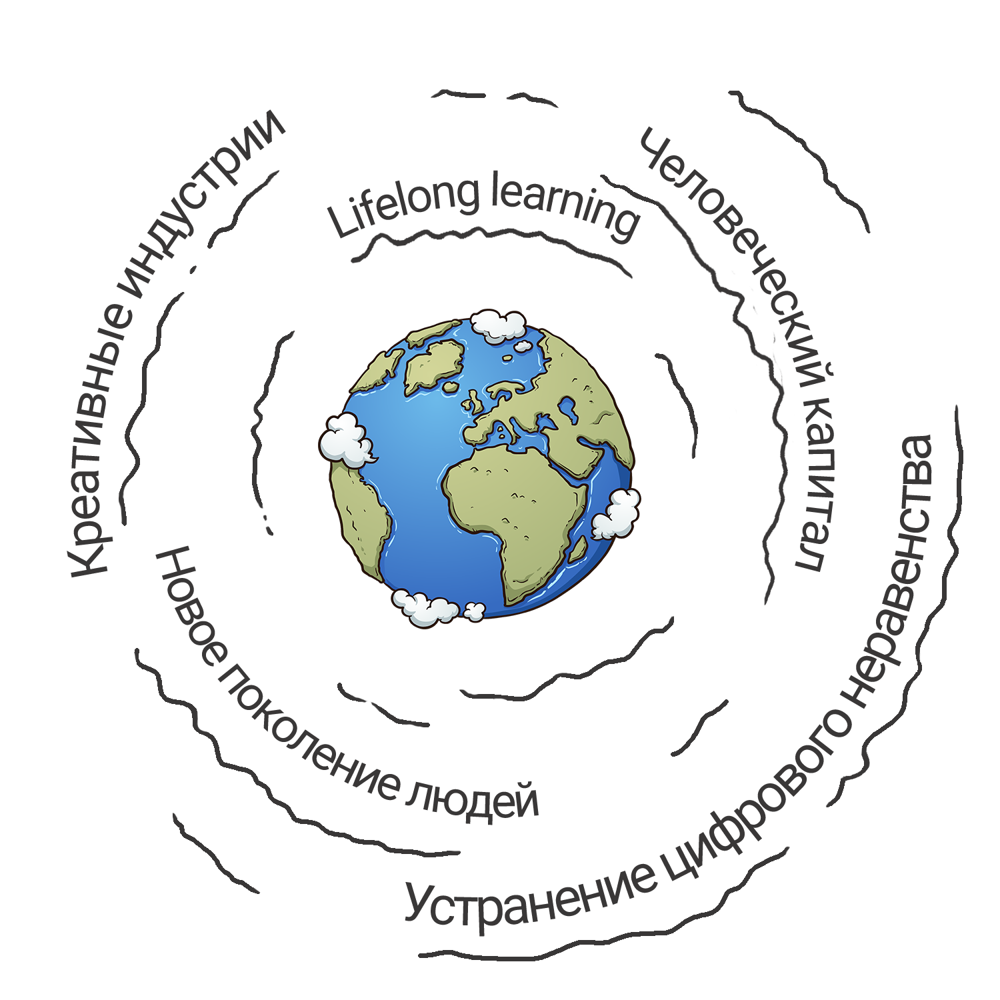 Креативные индустрии
Lifelong learning
Человеческий капитал
Новое поколение людей
Устранение цифрового неравенства